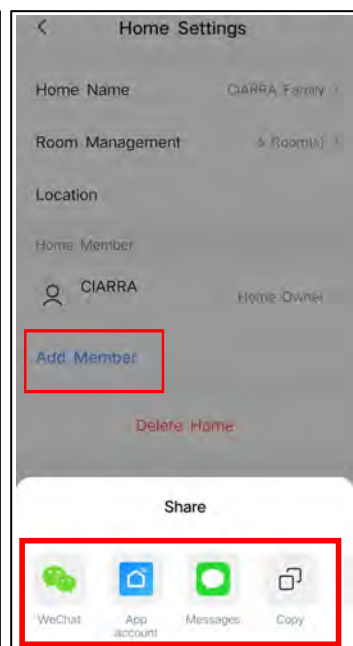 Home Settings
Home Name CIARRA Family
Room Management 6 Room(s)
Location
Home Member
CIARRA Home Owner
Add Member
Delete Home
Share
WeChat App account Messages Copy